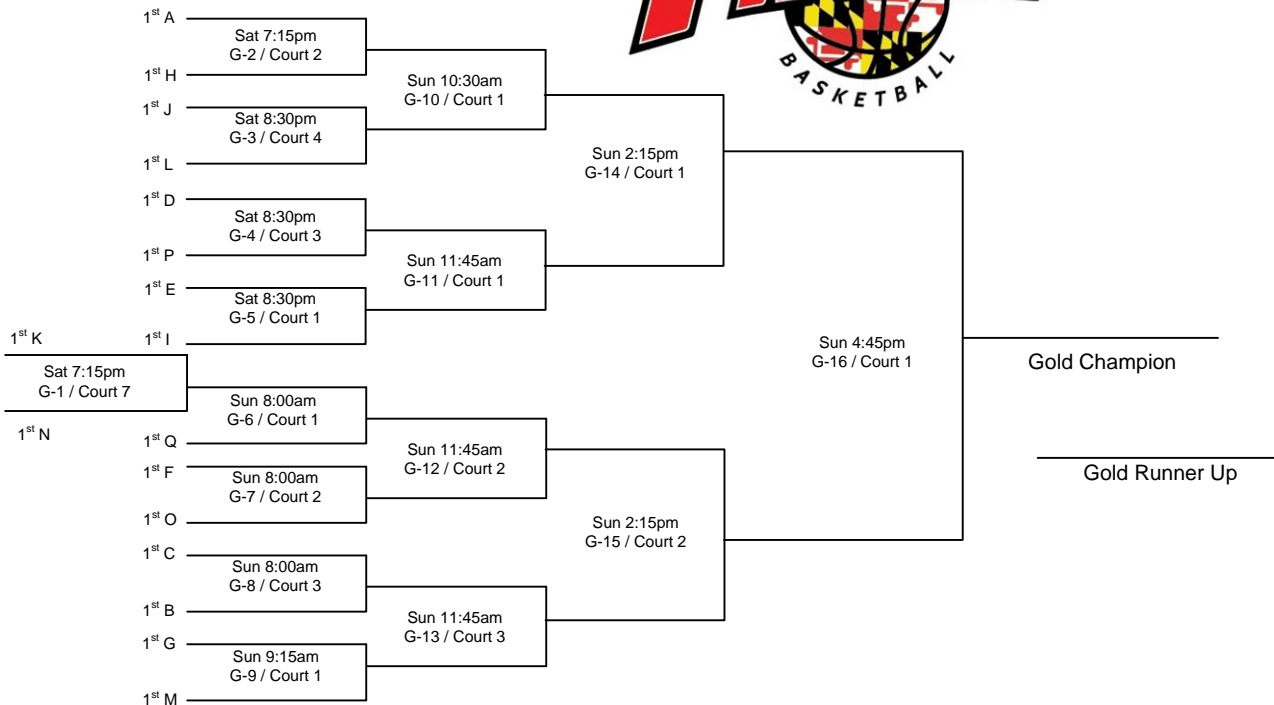 BASKETBALL
1st A
Sat 7:15pm
G-2 / Court 2
1st H
Sun 10:30am
G-10 / Court 1
1st J
Sat 8:30pm
G-3 / Court 4
1st L
Sun 2:15pm
G-14 / Court 1
1st D
Sat 8:30pm
G-4 / Court 3
1st P
Sun 11:45am
G-11 / Court 1
1st E
Sat 8:30pm
G-5 / Court 1
1st I
1st K
Sat 7:15pm
G-1 / Court 7
1st N
Sun 4:45pm
G-16 / Court 1
Gold Champion
Sun 8:00am
G-6 / Court 1
1st Q
Sun 11:45am
G-12 / Court 2
1st F
Sun 8:00am
G-7 / Court 2
1st O
Gold Runner Up
Sun 2:15pm
G-15 / Court 2
1st C
Sun 8:00am
G-8 / Court 3
1st B
Sun 11:45am
G-13 / Court 3
1st G
Sun 9:15am
G-9 / Court 1
1st M